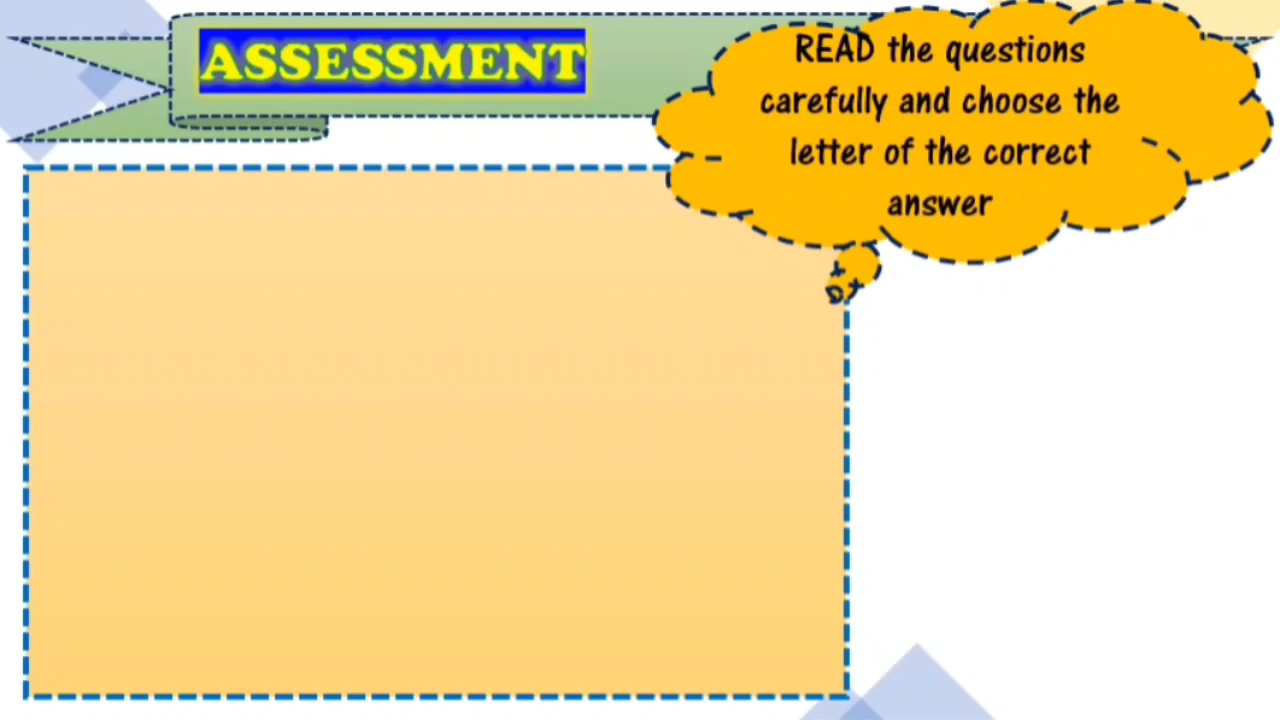 ASSESSMENT
READ the questions
carefully and choose the
letter of the correct
answer